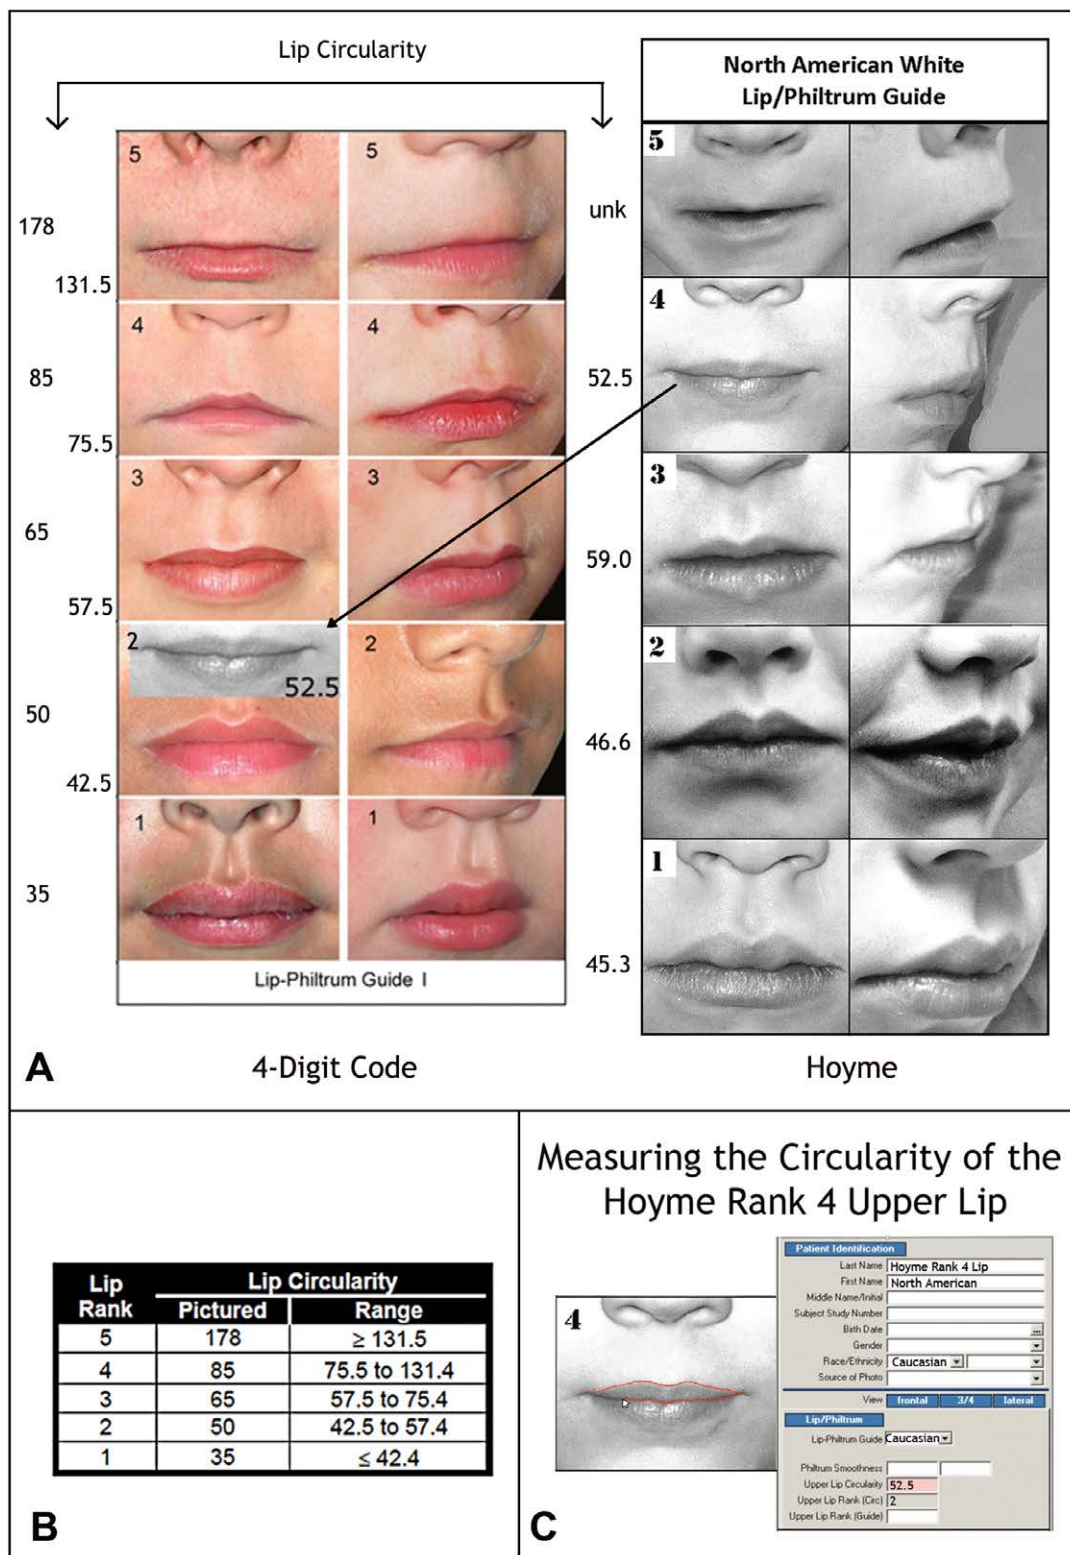 Lip Circularity
North American White
Lip/Philtrum Guide
178
131.5
85
75.5
65
57.5
50
42.5
35
5
5
4
4
3
3
2
52.5
2
1
1
Lip-Philtrum Guide I
unk
52.5
59.0
46.6
45.3
5
4
3
2
1
A
4-Digit Code
Hoyme
Lip Rank
Lip Circularity
Pictured Range
5 178 ≥ 131.5
4 85 75.5 to 131.4
3 65 57.5 to 75.4
2 50 42.5 to 57.4
1 35 ≤ 42.4
B
Measuring the Circularity of the
Hoyme Rank 4 Upper Lip
4
Patient Identification
Last Name Hoyme Rank 4 Lip
First Name North American
Middle Name/Initial
Subject Study Number
Birth Date ...
Gender
Race/Ethnicity Caucasian
Source of Photo
View frontal 3/4 lateral
Lip/Philtrum
Lip-Philtrum Guide Caucasian
Philtrum Smoothness
Upper Lip Circularity 52.5
Upper Lip Rank (Circ) 2
Upper Lip Rank (Guide)
C